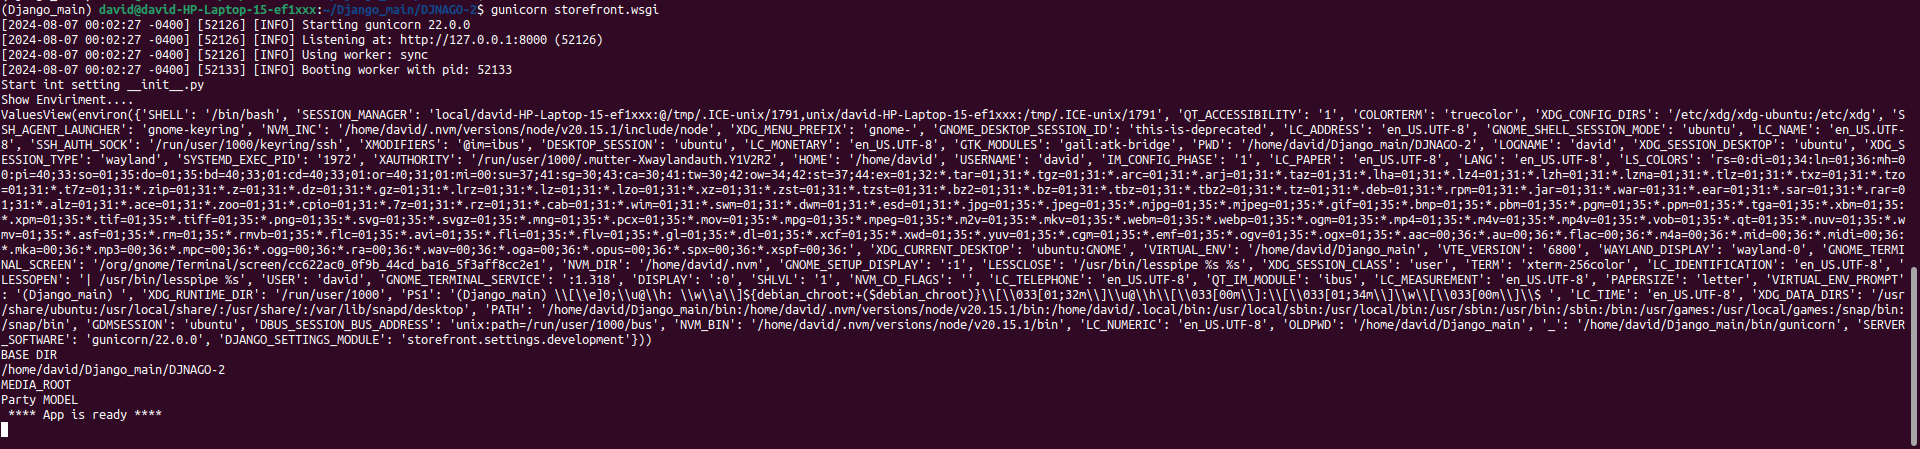 (Django_main) david@david-HP-Laptop-15-ef1xxx:~/Django_main/DJNAGO-2$ gunicorn storefront.wsgi
[2024-08-07 00:02:27 -0400] [52126] [INFO] Starting gunicorn 22.0.0
[2024-08-07 00:02:27 -0400] [52126] [INFO] Listening at: http://127.0.0.1:8000 (52126)
[2024-08-07 00:02:27 -0400] [52126] [INFO] Using worker: sync
[2024-08-07 00:02:27 -0400] [52133] [INFO] Booting worker with pid: 52133
Start int setting __init__.py
Show Enviriment....
ValuesView(environ({'SHELL': '/bin/bash', 'SESSION_MANAGER': 'local/david-HP-Laptop-15-ef1xxx:@/tmp/.ICE-unix/1791,unix/david-HP-Laptop-15-ef1xxx:/tmp/.ICE-unix/1791', 'QT_ACCESSIBILITY': '1', 'COLORTERM': 'truecolor', 'XDG_CONFIG_DIRS': '/etc/xdg/xdg-ubuntu:/etc/xdg', 'S
SH_AGENT_LAUNCHER': 'gnome-keyring', 'NVM_INC': '/home/david/.nvm/versions/node/v20.15.1/include/node', 'XDG_MENU_PREFIX': 'gnome-', 'GNOME_DESKTOP_SESSION_ID': 'this-is-deprecated', 'LC_ADDRESS': 'en_US.UTF-8', 'GNOME_SHELL_SESSION_MODE': 'ubuntu', 'LC_NAME': 'en_US.UTF-
8', 'SSH_AUTH_SOCK': '/run/user/1000/keyring/ssh', 'XMODIFIERS': '@im=ibus', 'DESKTOP_SESSION': 'ubuntu', 'LC_MONETARY': 'en_US.UTF-8', 'GTK_MODULES': 'gail:atk-bridge', 'PWD': '/home/david/Django_main/DJNAGO-2', 'LOGNAME': 'david', 'XDG_SESSION_DESKTOP': 'ubuntu', 'XDG_S
ESSION_TYPE': 'wayland', 'SYSTEMD_EXEC_PID': '1972', 'XAUTHORITY': '/run/user/1000/.mutter-Xwaylandauth.Y1V2R2', 'HOME': '/home/david', 'USERNAME': 'david', 'IM_CONFIG_PHASE': '1', 'LC_PAPER': 'en_US.UTF-8', 'LANG': 'en_US.UTF-8', 'LS_COLORS': 'rs=0:di=01;34:ln=01;36:mh=0
0:pi=40;33:so=01;35:do=01;35:bd=40;33;01:cd=40;33;01:or=40;31;01:mi=00:su=37;41:sg=30;43:ca=30;41:tw=30;42:ow=34;42:st=37;44:ex=01;32:*.tar=01;31:*.tgz=01;31:*.arc=01;31:*.arj=01;31:*.taz=01;31:*.lha=01;31:*.lz4=01;31:*.lzh=01;31:*.lzma=01;31:*.tlz=01;31:*.txz=01;31:*.tzo
=01;31:*.t7z=01;31:*.zip=01;31:*.z=01;31:*.dz=01;31:*.gz=01;31:*.lrz=01;31:*.lz=01;31:*.lzo=01;31:*.xz=01;31:*.zst=01;31:*.tzst=01;31:*.bz2=01;31:*.bz=01;31:*.tbz=01;31:*.tbz2=01;31:*.tz=01;31:*.deb=01;31:*.rpm=01;31:*.jar=01;31:*.war=01;31:*.ear=01;31:*.sar=01;31:*.rar=0
1;31:*.alz=01;31:*.ace=01;31:*.zoo=01;31:*.cpio=01;31:*.7z=01;31:*.rz=01;31:*.cab=01;31:*.wim=01;31:*.swm=01;31:*.dwm=01;31:*.esd=01;31:*.jpg=01;35:*.jpeg=01;35:*.mjpg=01;35:*.mjpeg=01;35:*.gif=01;35:*.bmp=01;35:*.pbm=01;35:*.pgm=01;35:*.ppm=01;35:*.tga=01;35:*.xbm=01;35:
*.xpm=01;35:*.tif=01;35:*.tiff=01;35:*.png=01;35:*.svg=01;35:*.svgz=01;35:*.mng=01;35:*.pcx=01;35:*.mov=01;35:*.mpg=01;35:*.mpeg=01;35:*.m2v=01;35:*.mkv=01;35:*.webm=01;35:*.webp=01;35:*.ogm=01;35:*.mp4=01;35:*.m4v=01;35:*.mp4v=01;35:*.vob=01;35:*.qt=01;35:*.nuv=01;35:*.w
mv=01;35:*.asf=01;35:*.rm=01;35:*.rmvb=01;35:*.flc=01;35:*.avi=01;35:*.fli=01;35:*.flv=01;35:*.gl=01;35:*.dl=01;35:*.xcf=01;35:*.xwd=01;35:*.yuv=01;35:*.cgm=01;35:*.emf=01;35:*.ogv=01;35:*.ogx=01;35:*.aac=00;36:*.au=00;36:*.flac=00;36:*.m4a=00;36:*.mid=00;36:*.midi=00;36:
*.mka=00;36:*.mp3=00;36:*.mpc=00;36:*.ogg=00;36:*.ra=00;36:*.wav=00;36:*.oga=00;36:*.opus=00;36:*.spx=00;36:*.xspf=00;36:', 'XDG_CURRENT_DESKTOP': 'ubuntu:GNOME', 'VIRTUAL_ENV': '/home/david/Django_main', 'VTE_VERSION': '6800', 'WAYLAND_DISPLAY': 'wayland-0', 'GNOME_TERMI
NAL_SCREEN': '/org/gnome/Terminal/screen/cc622ac0_0f9b_44cd_ba16_5f3aff8cc2e1', 'NVM_DIR': '/home/david/.nvm', 'GNOME_SETUP_DISPLAY': ':1', 'LESSCLOSE': '/usr/bin/lesspipe %s %s', 'XDG_SESSION_CLASS': 'user', 'TERM': 'xterm-256color', 'LC_IDENTIFICATION': 'en_US.UTF-8', '
LESSOPEN': '| /usr/bin/lesspipe %s', 'USER': 'david', 'GNOME_TERMINAL_SERVICE': ':1.318', 'DISPLAY': ':0', 'SHLVL': '1', 'NVM_CD_FLAGS': '', 'LC_TELEPHONE': 'en_US.UTF-8', 'QT_IM_MODULE': 'ibus', 'LC_MEASUREMENT': 'en_US.UTF-8', 'PAPERSIZE': 'letter', 'VIRTUAL_ENV_PROMPT'
: '(Django_main) ', 'XDG_RUNTIME_DIR': '/run/user/1000', 'PS1': '(Django_main) \\[\\e]0;\\u@\\h: \\w\\a\\]${debian_chroot:+($debian_chroot)}\\[\\033[01;32m\\]\\u@\\h\\[\\033[00m\\]:\\[\\033[01;34m\\]\\w\\[\\033[00m\\]\\$ ', 'LC_TIME': 'en_US.UTF-8', 'XDG_DATA_DIRS': '/usr
/share/ubuntu:/usr/local/share/:/usr/share/:/var/lib/snapd/desktop', 'PATH': '/home/david/Django_main/bin:/home/david/.nvm/versions/node/v20.15.1/bin:/home/david/.local/bin:/usr/local/sbin:/usr/local/bin:/usr/sbin:/usr/bin:/sbin:/bin:/usr/games:/usr/local/games:/snap/bin:
/snap/bin', 'GDMSESSION': 'ubuntu', 'DBUS_SESSION_BUS_ADDRESS': 'unix:path=/run/user/1000/bus', 'NVM_BIN': '/home/david/.nvm/versions/node/v20.15.1/bin', 'LC_NUMERIC': 'en_US.UTF-8', 'OLDPWD': '/home/david/Django_main', '_': '/home/david/Django_main/bin/gunicorn', 'SERVER
_SOFTWARE': 'gunicorn/22.0.0', 'DJANGO_SETTINGS_MODULE': 'storefront.settings.development'}))
BASE DIR
/home/david/Django_main/DJNAGO-2
MEDIA_ROOT
Party MODEL
**** App is ready ****